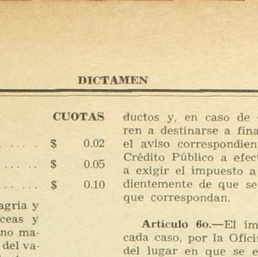 DICTAMEN
CUOTAS
..... $ 0.02
..... $ 0.05
.. .. $ 0.10
agria y
ceas y
no ma-
del va-
ductos y, en caso de
ren a destinarse a fina
el aviso correspondien
Crédito Público a efect
a exigir el impuesto a
dientemente de que se
que correspondan.
Artículo 6o.—El im
cada caso, por la Ofici
del lugar en que se e